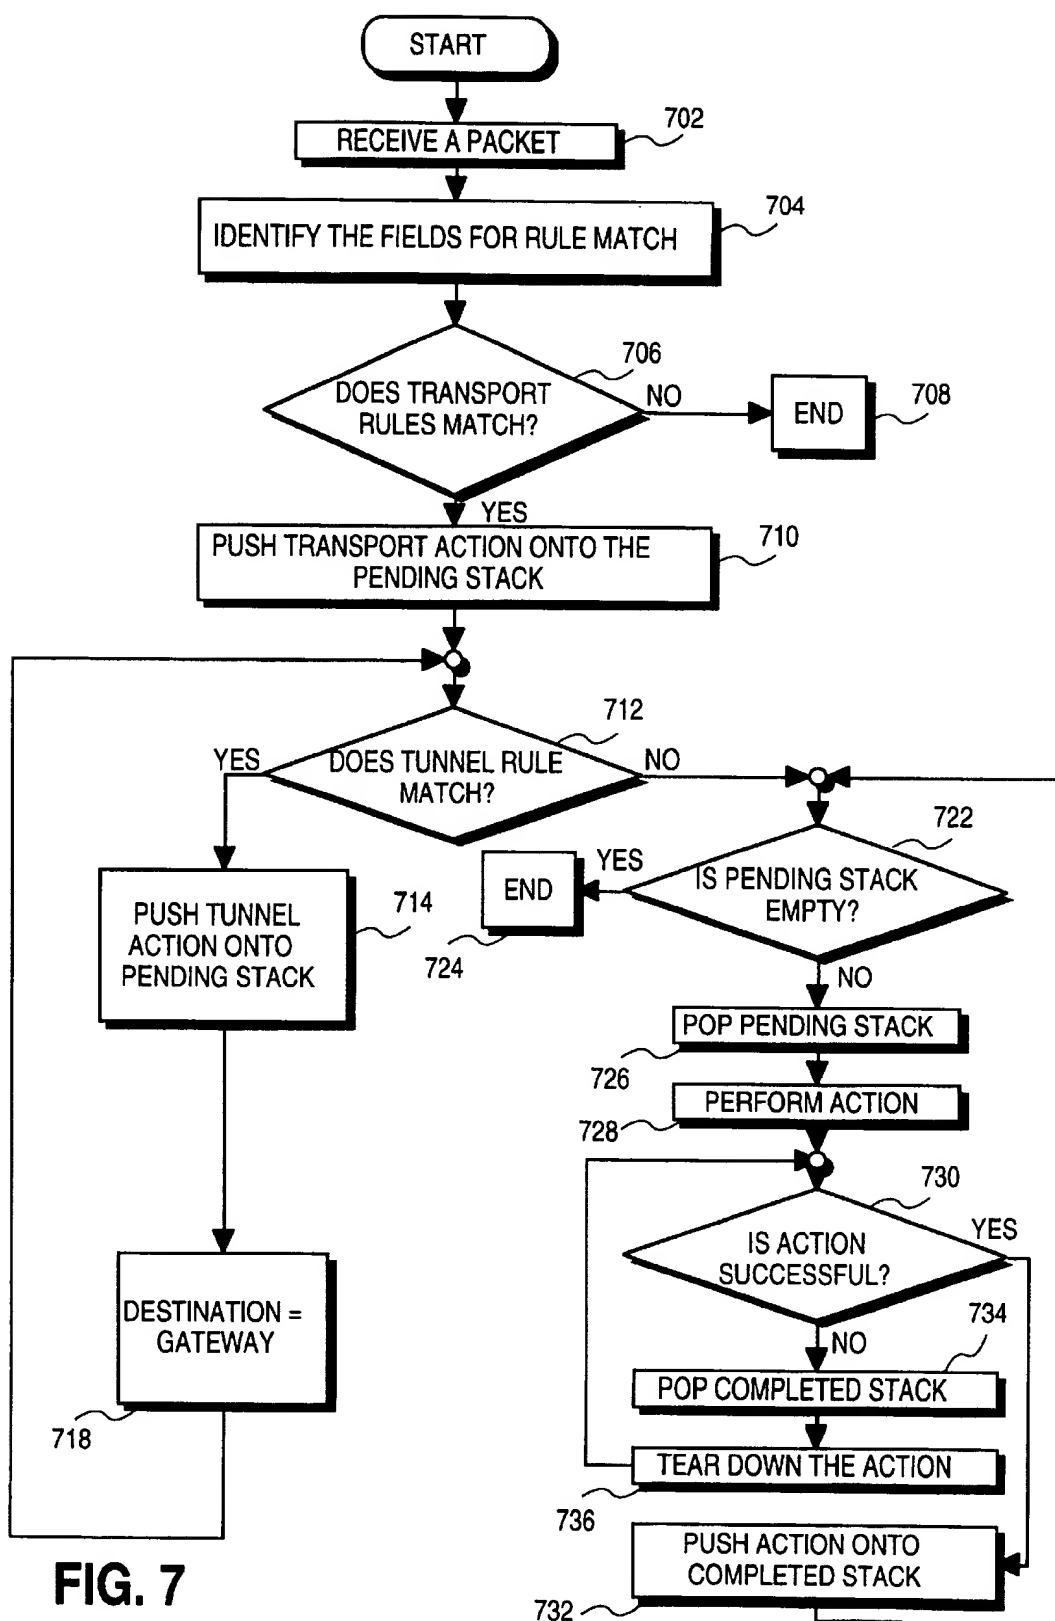 START
RECEIVE A PACKET
702
IDENTIFY THE FIELDS FOR RULE MATCH
704
DOES TRANSPORT
RULES MATCH?
706
NO
END
708
YES
PUSH TRANSPORT ACTION ONTO THE
PENDING STACK
710
DOES TUNNEL RULE
MATCH?
712
YES
NO
PUSH TUNNEL
ACTION ONTO
PENDING STACK
714
DESTINATION =
GATEWAY
718
IS PENDING STACK
EMPTY?
722
YES
END
724
NO
POP PENDING STACK
726
PERFORM ACTION
728
IS ACTION
SUCCESSFUL?
730
YES
NO
POP COMPLETED STACK
734
TEAR DOWN THE ACTION
736
PUSH ACTION ONTO
COMPLETED STACK
732
FIG. 7